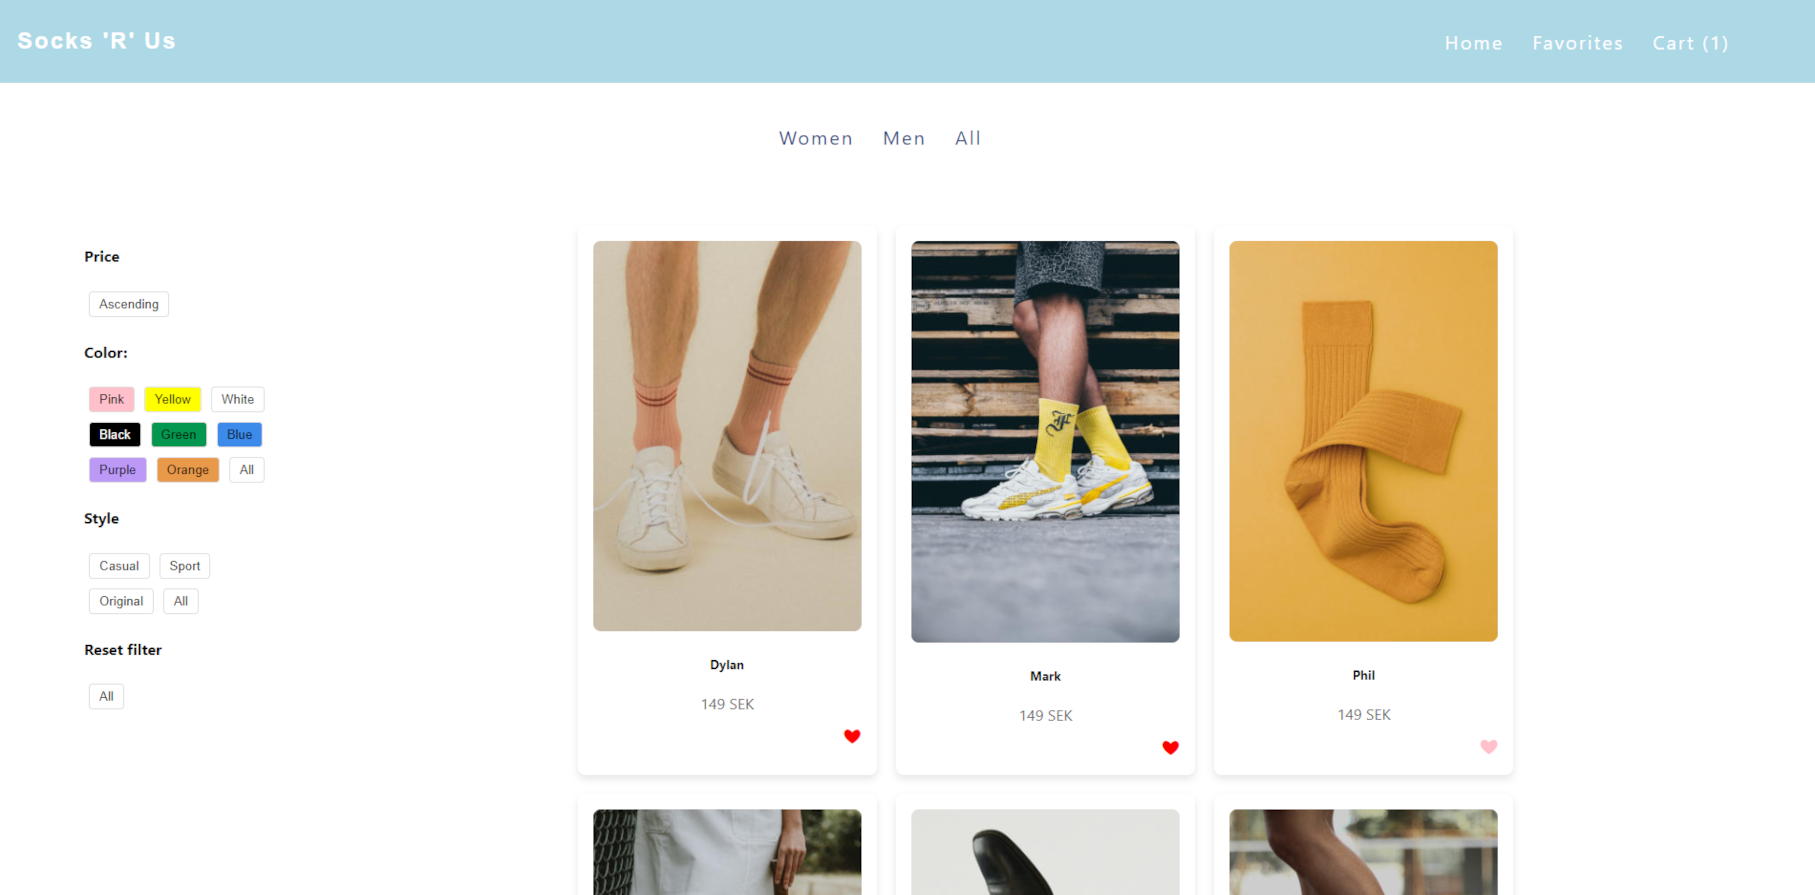 Socks 'R' Us
Home Favorites Cart (1)
Women Men All
Price
Ascending
Color:
Pink Yellow White
Black Green Blue
Purple Orange All
Style
Casual Sport
Original All
Reset filter
All
Dylan
149 SEK
Mark
149 SEK
Phil
149 SEK